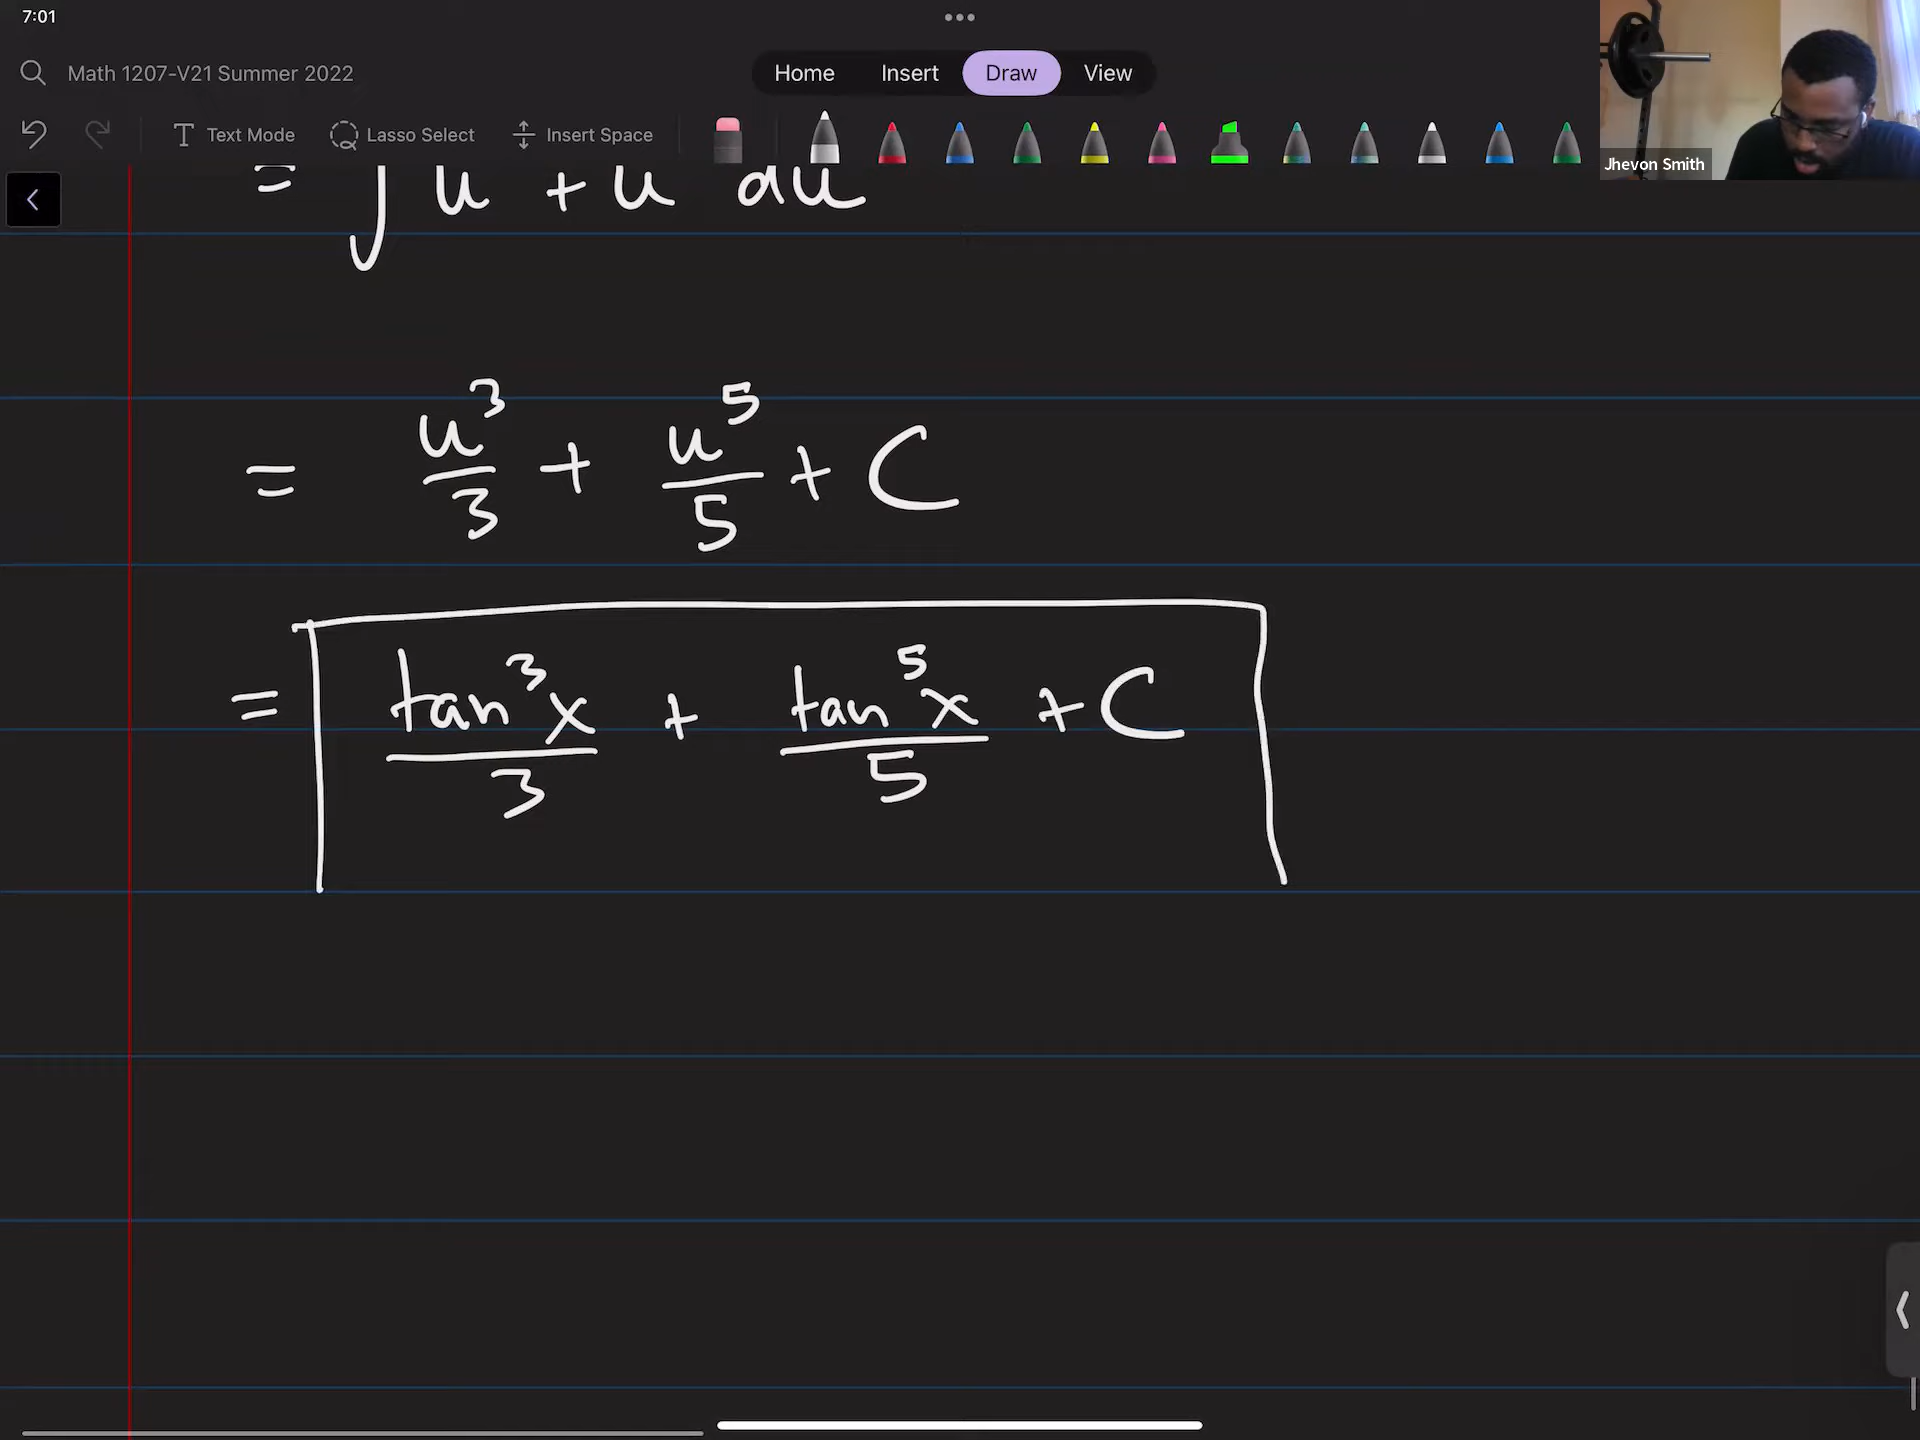 7:01
Math 1207-V21 Summer 2022
Home Insert Draw View
Text Mode Lasso Select Insert Space
Jhevon Smith
= ∫ u + u du
= u³/3 + u⁵/5 + C
= tan³x/3 + tan⁵x/5 + C